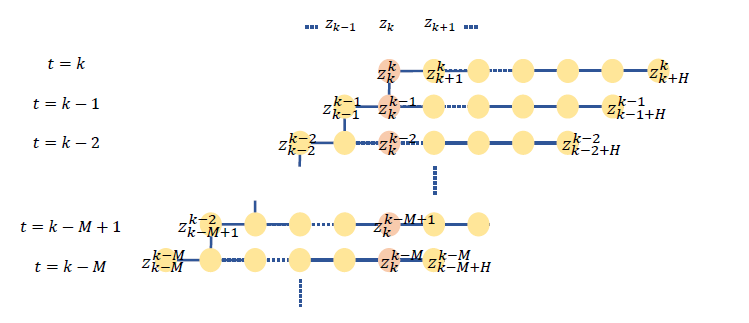 z_{k-1} z_k z_{k+1}
t = k z_k^k z_{k+1}^k z_{k+H}^k
t = k − 1 z_{k-1}^{k-1} z_k^{k-1} z_{k-1+H}^{k-1}
t = k − 2 z_{k-2}^{k-2} z_k^{k-2} z_{k-2+H}^{k-2}
t = k − M + 1 z_{k-M+1}^{k-2} z_k^{k-M+1}
t = k − M z_{k-M}^{k-M} z_k^{k-M} z_{k-M+H}^{k-M}